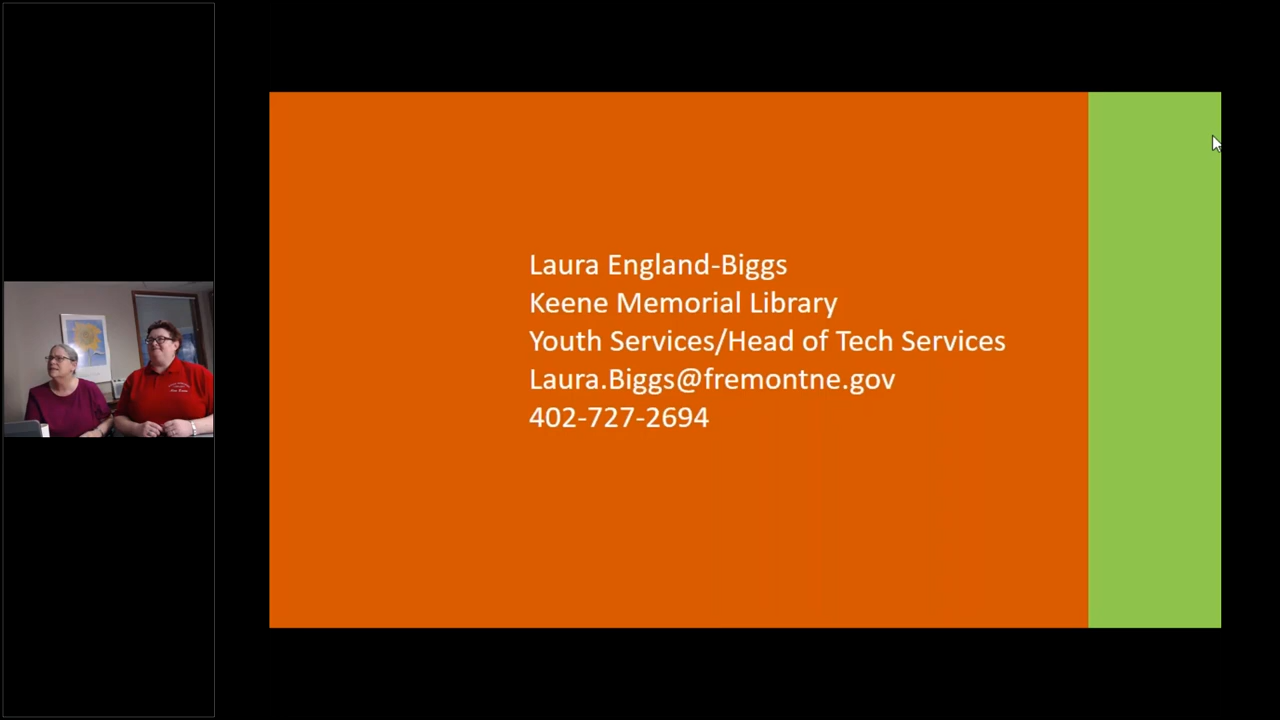 Laura England-Biggs
Keene Memorial Library
Youth Services/Head of Tech Services
Laura.Biggs@fremontne.gov
402-727-2694